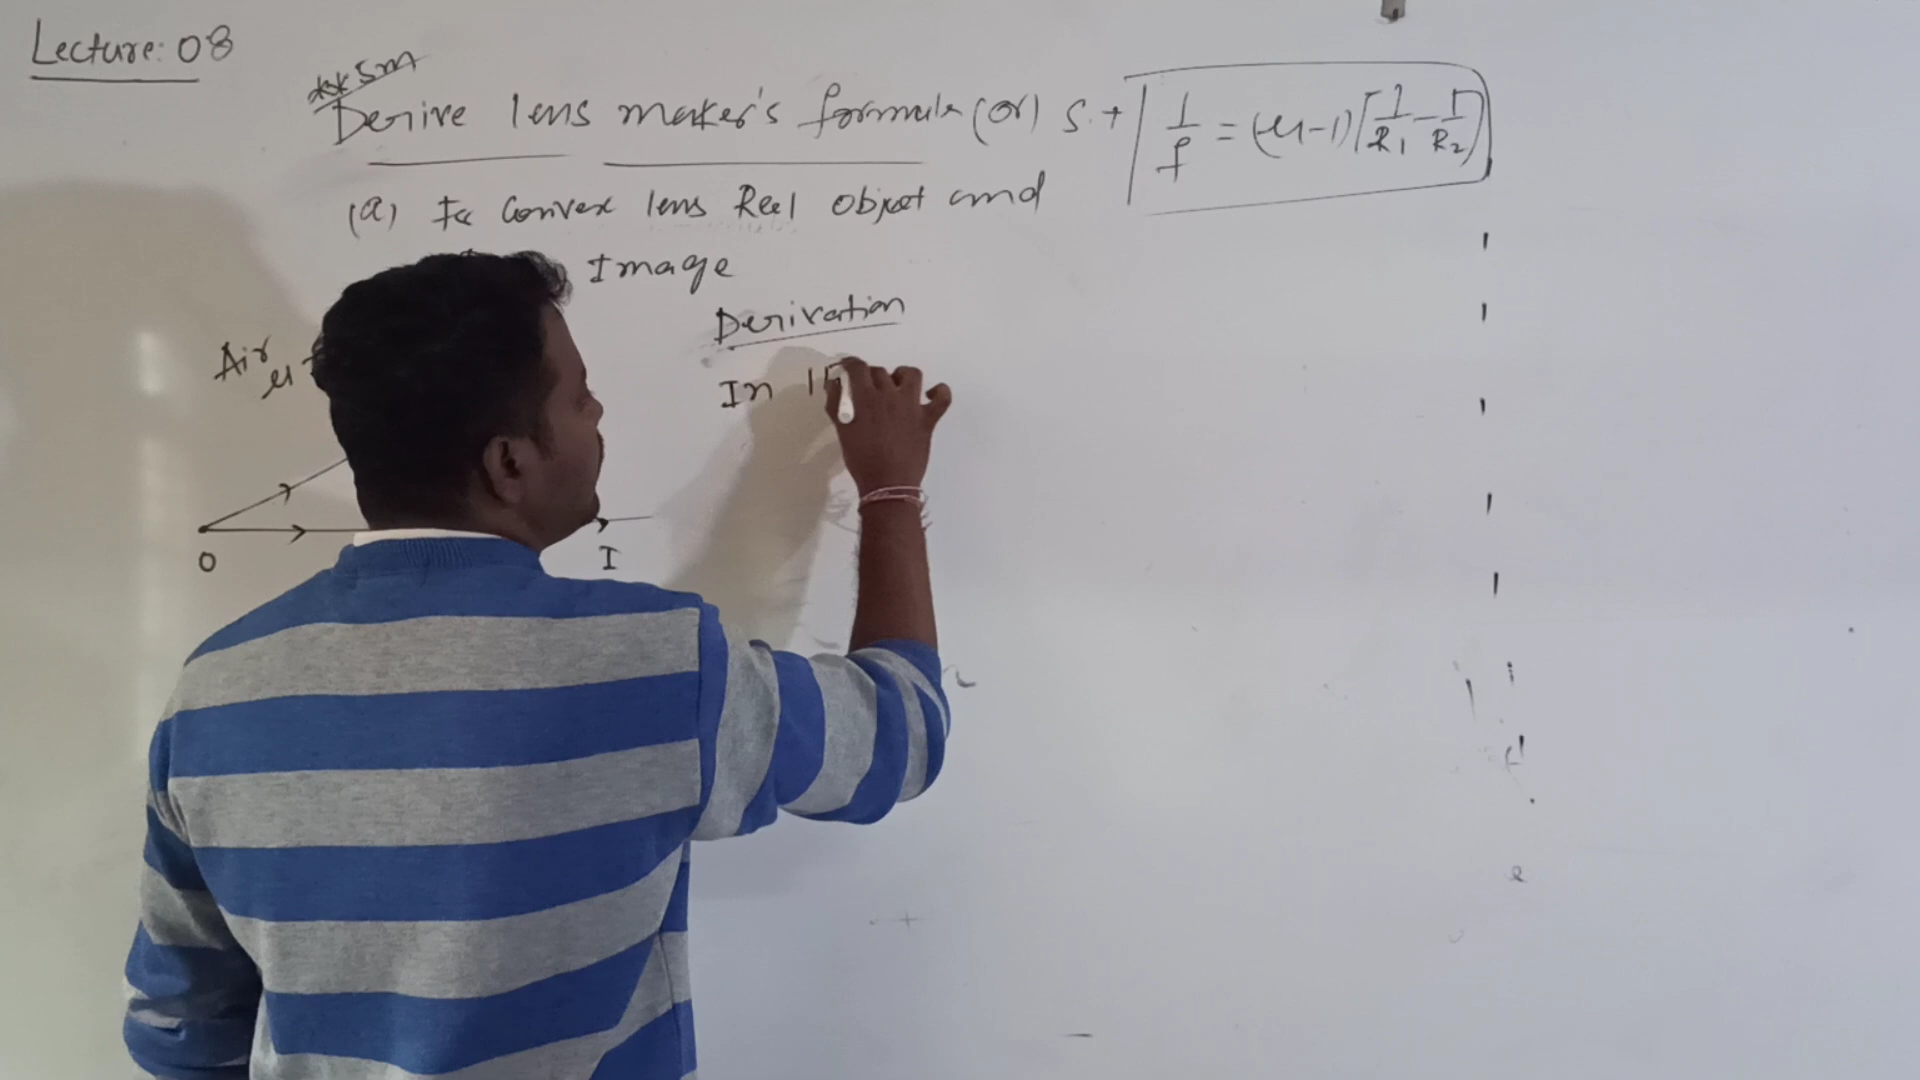 Lecture: 08
**5m
Derive lens maker's formula (or) S.t 1/f = (μ-1)[1/R₁ - 1/R₂]
(a) For Convex lens Real object and
Image
Derivation
Air
μ
In
O
I